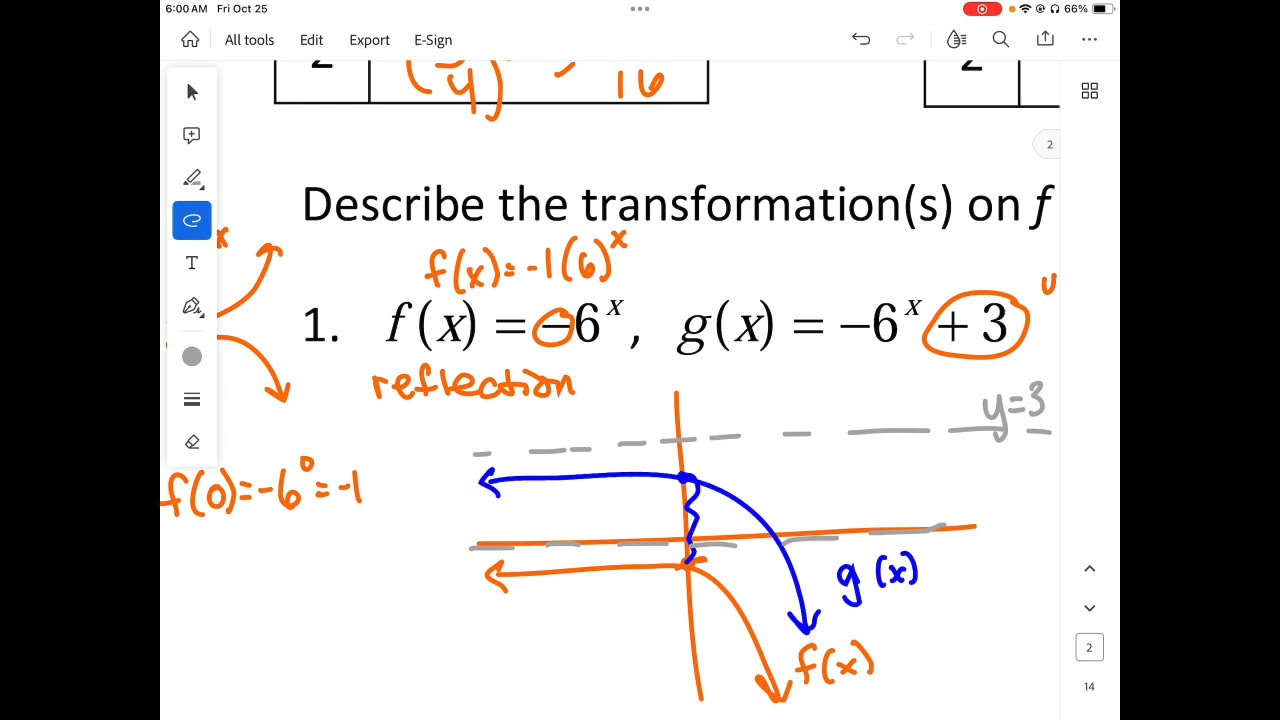 6:00 AM Fri Oct 25
66%
All tools Edit Export E-Sign
4 , 16
2
Describe the transformation(s) on f
x
f(x) = -1(6)^x
1. f(x) = −6^x, g(x) = −6^x + 3
reflection
y=3
f(0) = -6^0 = -1
g(x)
f(x)
2
14